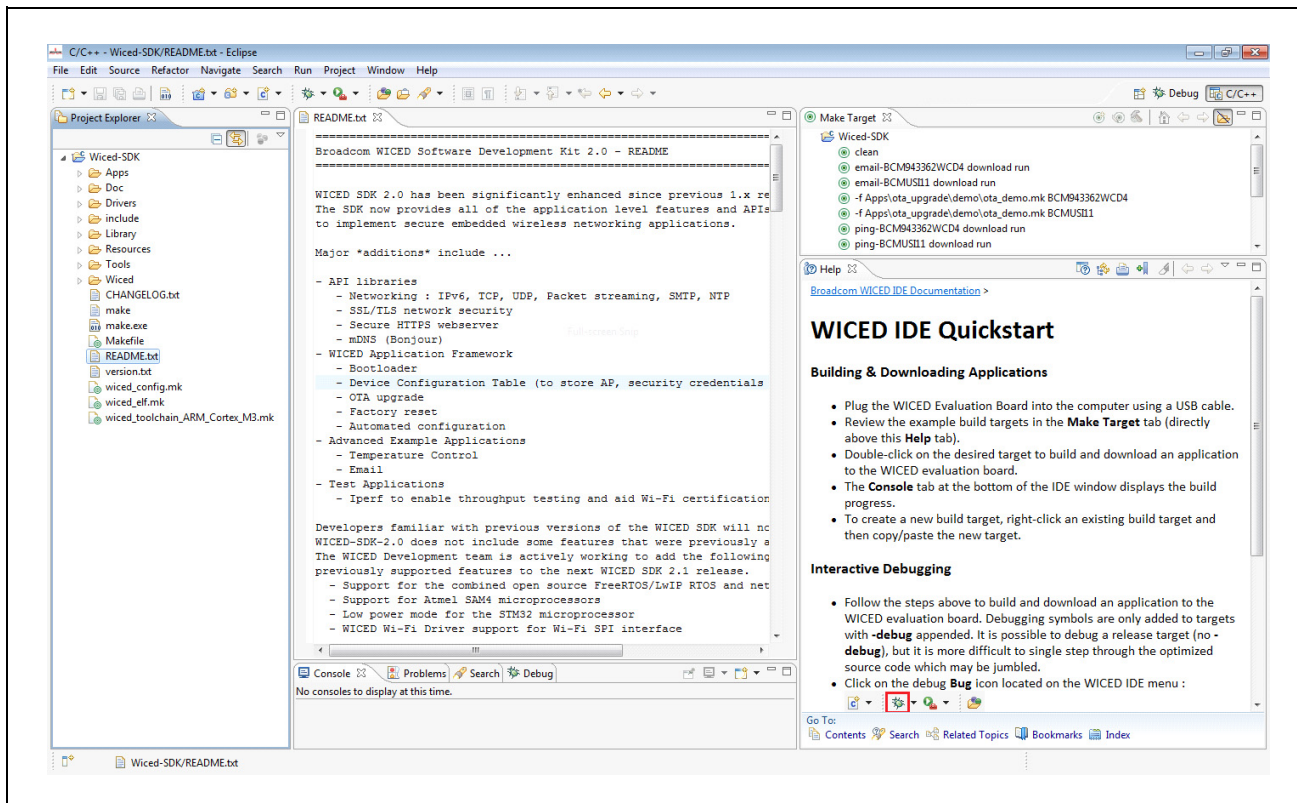 C/C++ - Wiced-SDK/README.txt - Eclipse
File Edit Source Refactor Navigate Search Run Project Window Help
Debug C/C++
Project Explorer
Wiced-SDK
Apps
Doc
Drivers
include
Library
Resources
Tools
Wiced
CHANGELOG.txt
make
make.exe
Makefile
README.txt
version.txt
wiced_config.mk
wiced_elf.mk
wiced_toolchain_ARM_Cortex_M3.mk
README.txt
Broadcom WICED Software Development Kit 2.0 - README
WICED SDK 2.0 has been significantly enhanced since previous 1.x re
The SDK now provides all of the application level features and APIs
to implement secure embedded wireless networking applications.
Major *additions* include ...
- API libraries
- Networking : IPv6, TCP, UDP, Packet streaming, SMTP, NTP
- SSL/TLS network security
- Secure HTTPS webserver
- mDNS (Bonjour)
- WICED Application Framework
- Bootloader
- Device Configuration Table (to store AP, security credentials
- OTA upgrade
- Factory reset
- Automated configuration
- Advanced Example Applications
- Temperature Control
- Email
- Test Applications
- Iperf to enable throughput testing and aid Wi-Fi certification
Developers familiar with previous versions of the WICED SDK will no
WICED-SDK-2.0 does not include some features that were previously a
The WICED Development team is actively working to add the following
previously supported features to the next WICED SDK 2.1 release.
- Support for the combined open source FreeRTOS/LwIP RTOS and net
- Support for Atmel SAM4 microprocessors
- Low power mode for the STM32 microprocessor
- WICED Wi-Fi Driver support for Wi-Fi SPI interface
Console Problems Search Debug
No consoles to display at this time.
Make Target
Wiced-SDK
clean
email-BCM943362WCD4 download run
email-BCMUSI11 download run
-f Apps\ota_upgrade\demo\ota_demo.mk BCM943362WCD4
-f Apps\ota_upgrade\demo\ota_demo.mk BCMUSI11
ping-BCM943362WCD4 download run
ping-BCMUSI11 download run
Help
Broadcom WICED IDE Documentation >
WICED IDE Quickstart
Building & Downloading Applications
• Plug the WICED Evaluation Board into the computer using a USB cable.
• Review the example build targets in the Make Target tab (directly
above this Help tab).
• Double-click on the desired target to build and download an application
to the WICED evaluation board.
• The Console tab at the bottom of the IDE window displays the build
progress.
• To create a new build target, right-click an existing build target and
then copy/paste the new target.
Interactive Debugging
• Follow the steps above to build and download an application to the
WICED evaluation board. Debugging symbols are only added to targets
with -debug appended. It is possible to debug a release target (no -
debug), but it is more difficult to single step through the optimized
source code which may be jumbled.
• Click on the debug Bug icon located on the WICED IDE menu :
Go To:
Contents Search Related Topics Bookmarks Index
Wiced-SDK/README.txt